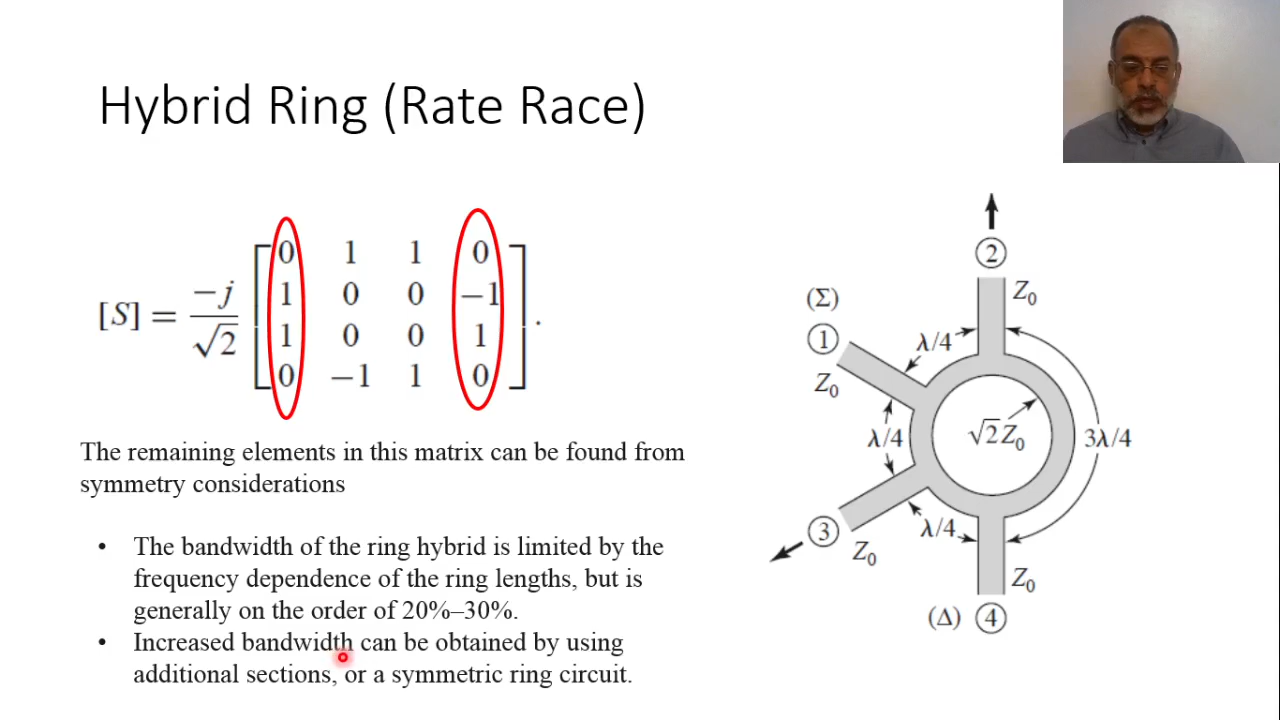 Hybrid Ring (Rate Race)
[S] = −j/√2 [
0 1 1 0
1 0 0 −1
1 0 0 1
0 −1 1 0
].
The remaining elements in this matrix can be found from
symmetry considerations
• The bandwidth of the ring hybrid is limited by the
frequency dependence of the ring lengths, but is
generally on the order of 20%–30%.
• Increased bandwidth can be obtained by using
additional sections, or a symmetric ring circuit.
②
Z₀
(Σ)
①
λ/4
Z₀
λ/4
√2Z₀
3λ/4
③
Z₀
λ/4
Z₀
(Δ) ④